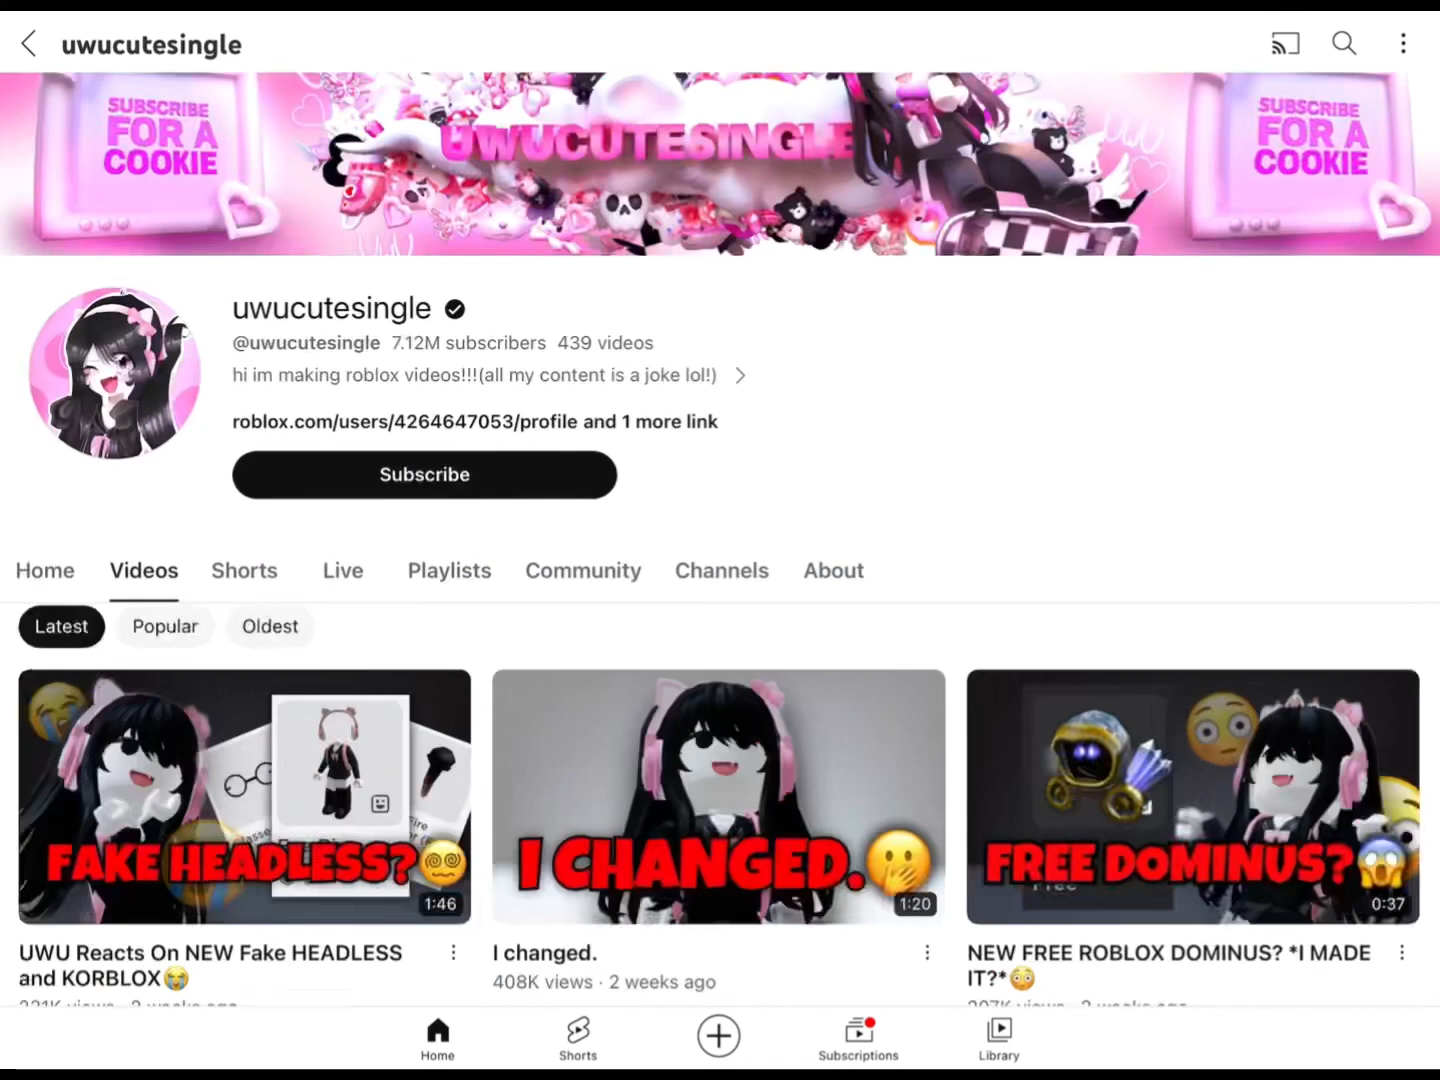 uwucutesingle
SUBSCRIBE
FOR A
COOKIE
UWUCUTESINGLE
SUBSCRIBE
FOR A
COOKIE
uwucutesingle
@uwucutesingle 7.12M subscribers 439 videos
hi im making roblox videos!!!(all my content is a joke lol!)
roblox.com/users/4264647053/profile and 1 more link
Subscribe
Home Videos Shorts Live Playlists Community Channels About
Latest Popular Oldest
FAKE HEADLESS?
1:46
I CHANGED.
1:20
FREE DOMINUS?
Free
0:37
UWU Reacts On NEW Fake HEADLESS
and KORBLOX😭
I changed.
408K views · 2 weeks ago
NEW FREE ROBLOX DOMINUS? *I MADE
IT?*😳
Home Shorts Subscriptions Library